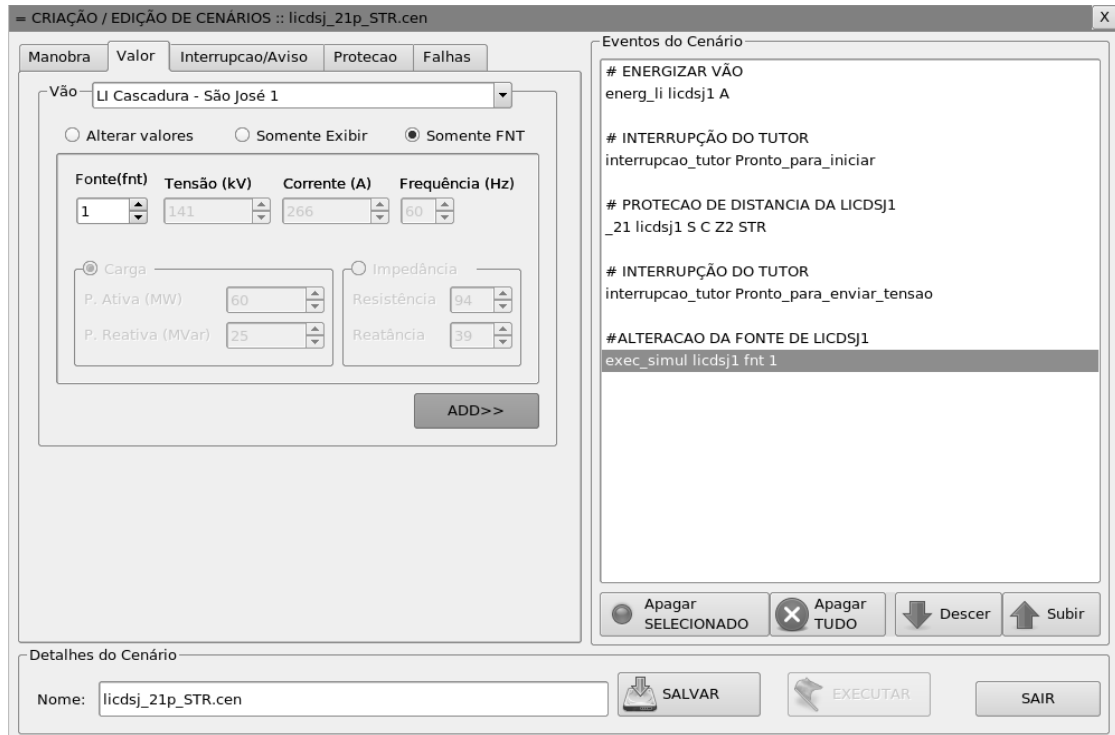 = CRIAÇÃO / EDIÇÃO DE CENÁRIOS :: licdsj_21p_STR.cen X
Manobra Valor Interrupcao/Aviso Protecao Falhas
Vão LI Cascadura - São José 1
Alterar valores Somente Exibir Somente FNT
Fonte(fnt) Tensão (kV) Corrente (A) Frequência (Hz)
1 141 266 60
Carga Impedância
P. Ativa (MW) 60 Resistência 94
P. Reativa (MVar) 25 Reatância 39
ADD>>
Eventos do Cenário
# ENERGIZAR VÃO
energ_li licdsj1 A
# INTERRUPÇÃO DO TUTOR
interrupcao_tutor Pronto_para_iniciar
# PROTECAO DE DISTANCIA DA LICDSJ1
_21 licdsj1 S C Z2 STR
# INTERRUPÇÃO DO TUTOR
interrupcao_tutor Pronto_para_enviar_tensao
#ALTERACAO DA FONTE DE LICDSJ1
exec_simul licdsj1 fnt 1
Apagar SELECIONADO
Apagar TUDO
Descer
Subir
Detalhes do Cenário
Nome: licdsj_21p_STR.cen SALVAR EXECUTAR SAIR